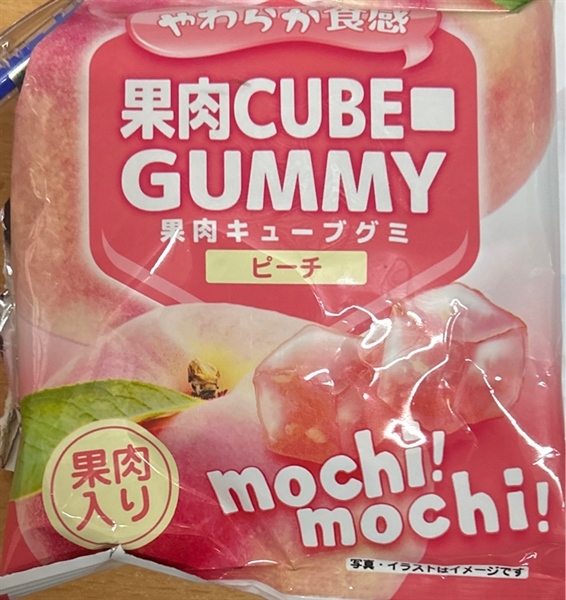 やわらか食感
果肉CUBE
GUMMY
果肉キューブグミ
ピーチ
果肉
入り
mochi!
mochi!
写真・イラストはイメージです